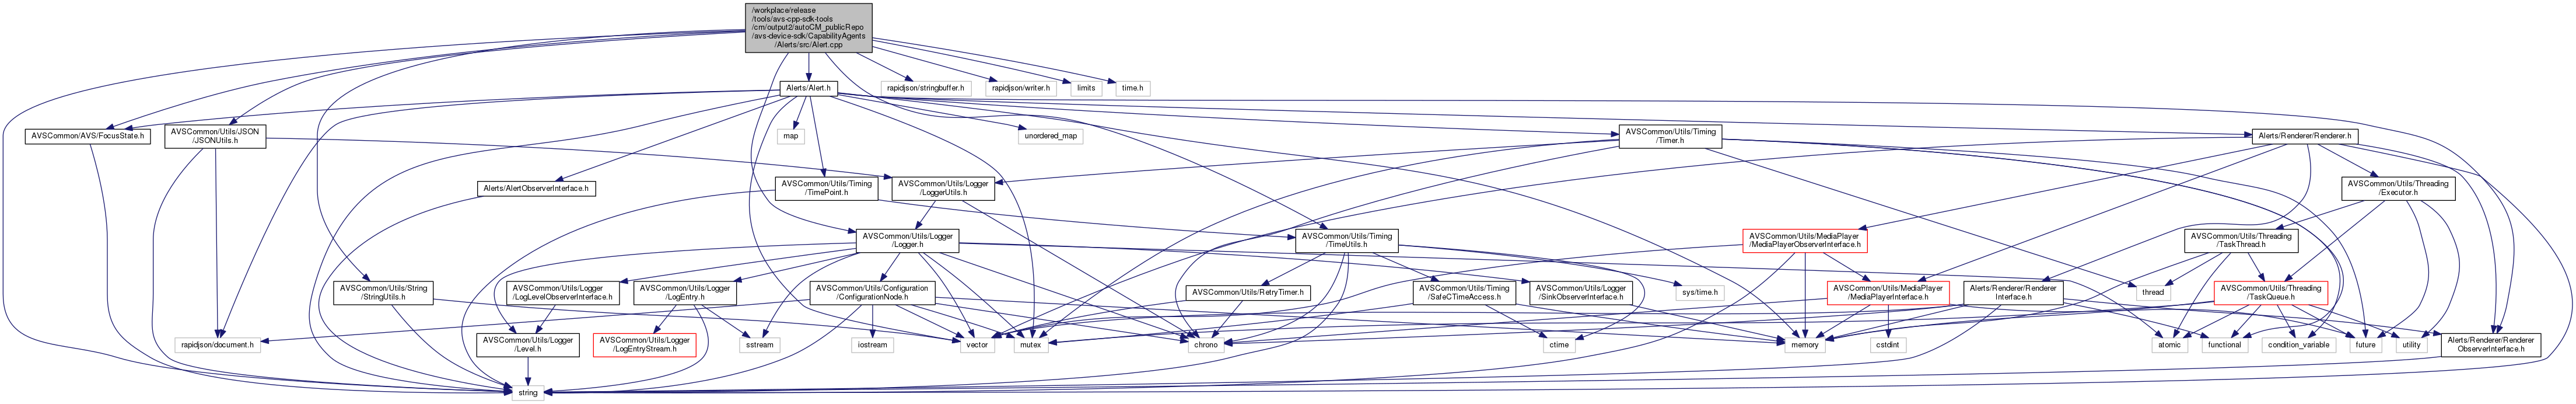 /workplace/release
/tools/avs-cpp-sdk-tools
/cm/output2/autoCM_publicRepo
/avs-device-sdk/CapabilityAgents
/Alerts/src/Alert.cpp
Alerts/Alert.h
rapidjson/stringbuffer.h
rapidjson/writer.h
limits
time.h
AVSCommon/AVS/FocusState.h
AVSCommon/Utils/JSON
/JSONUtils.h
map
unordered_map
AVSCommon/Utils/Timing
/Timer.h
Alerts/Renderer/Renderer.h
Alerts/AlertObserverInterface.h
AVSCommon/Utils/Timing
/TimePoint.h
AVSCommon/Utils/Logger
/LoggerUtils.h
AVSCommon/Utils/Threading
/Executor.h
AVSCommon/Utils/Logger
/Logger.h
AVSCommon/Utils/Timing
/TimeUtils.h
AVSCommon/Utils/MediaPlayer
/MediaPlayerObserverInterface.h
AVSCommon/Utils/Threading
/TaskThread.h
AVSCommon/Utils/String
/StringUtils.h
AVSCommon/Utils/Logger
/LogLevelObserverInterface.h
AVSCommon/Utils/Logger
/LogEntry.h
AVSCommon/Utils/Configuration
/ConfigurationNode.h
AVSCommon/Utils/RetryTimer.h
AVSCommon/Utils/Timing
/SafeCTimeAccess.h
AVSCommon/Utils/Logger
/SinkObserverInterface.h
sys/time.h
AVSCommon/Utils/MediaPlayer
/MediaPlayerInterface.h
Alerts/Renderer/Renderer
Interface.h
thread
AVSCommon/Utils/Threading
/TaskQueue.h
rapidjson/document.h
AVSCommon/Utils/Logger
/Level.h
AVSCommon/Utils/Logger
/LogEntryStream.h
sstream
iostream
vector
mutex
chrono
ctime
memory
cstdint
atomic
functional
condition_variable
future
utility
Alerts/Renderer/Renderer
ObserverInterface.h
string